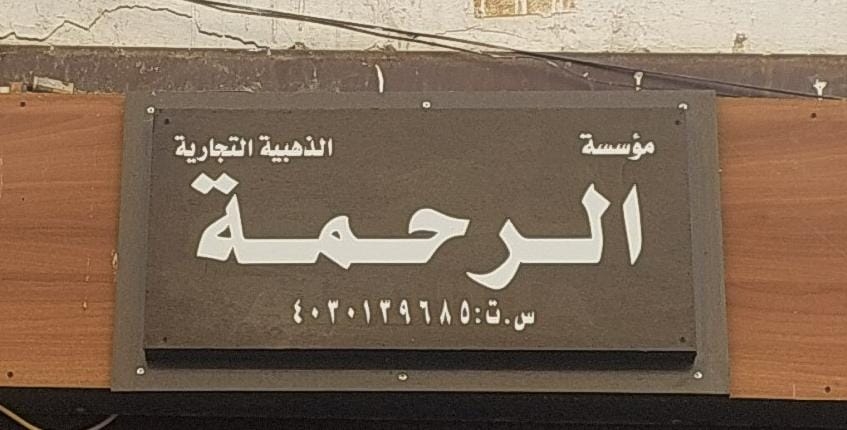 مؤسسة الذهبية التجارية
الرحمة
س.ت:٤٠٣٠١٣٩٦٨٥